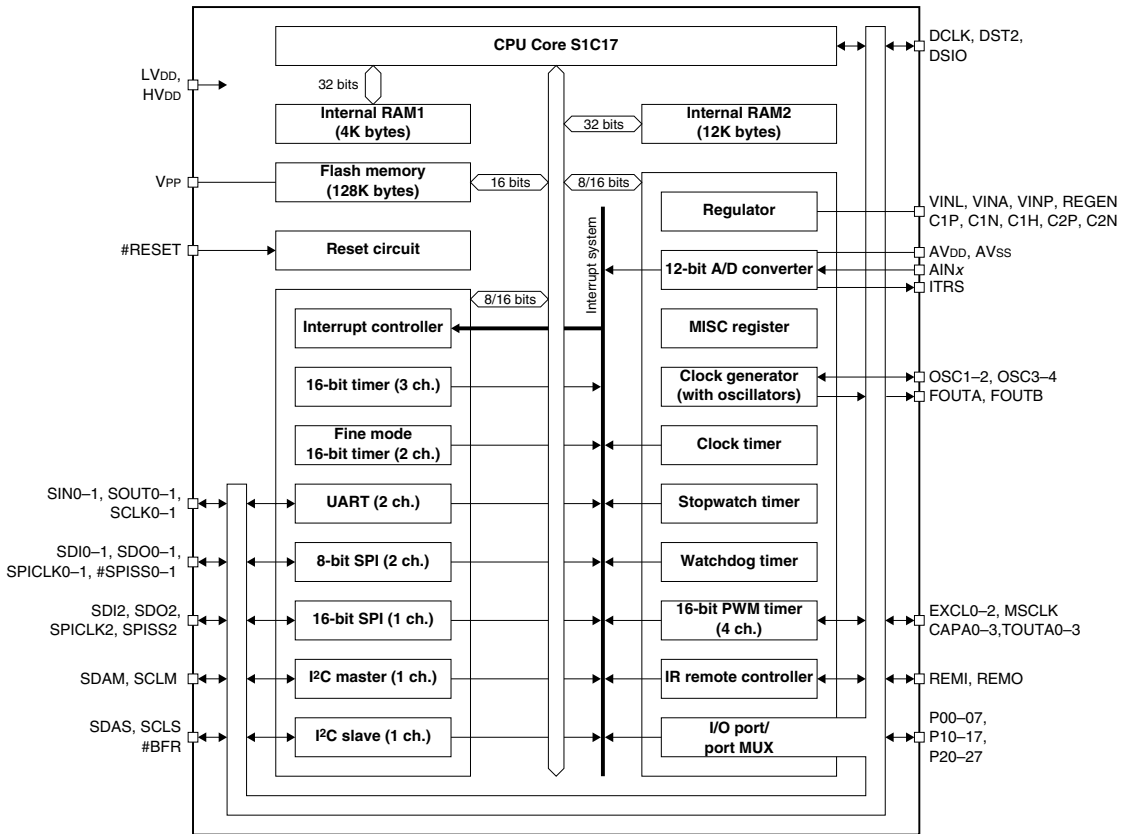 CPU Core S1C17
DCLK, DST2,
DSIO
LVDD,
HVDD
32 bits
Internal RAM1
(4K bytes)
32 bits
Internal RAM2
(12K bytes)
VPP
Flash memory
(128K bytes)
16 bits
8/16 bits
Regulator
VINL, VINA, VINP, REGEN
C1P, C1N, C1H, C2P, C2N
#RESET
Reset circuit
Interrupt system
12-bit A/D converter
AVDD, AVSS
AINx
ITRS
8/16 bits
Interrupt controller
MISC register
16-bit timer (3 ch.)
Clock generator
(with oscillators)
OSC1–2, OSC3–4
FOUTA, FOUTB
Fine mode
16-bit timer (2 ch.)
Clock timer
SIN0–1, SOUT0–1,
SCLK0–1
UART (2 ch.)
Stopwatch timer
SDI0–1, SDO0–1,
SPICLK0–1, #SPISS0–1
8-bit SPI (2 ch.)
Watchdog timer
SDI2, SDO2,
SPICLK2, SPISS2
16-bit SPI (1 ch.)
16-bit PWM timer
(4 ch.)
EXCL0–2, MSCLK
CAPA0–3,TOUTA0–3
SDAM, SCLM
I2C master (1 ch.)
IR remote controller
REMI, REMO
SDAS, SCLS
#BFR
I2C slave (1 ch.)
I/O port/
port MUX
P00–07,
P10–17,
P20–27